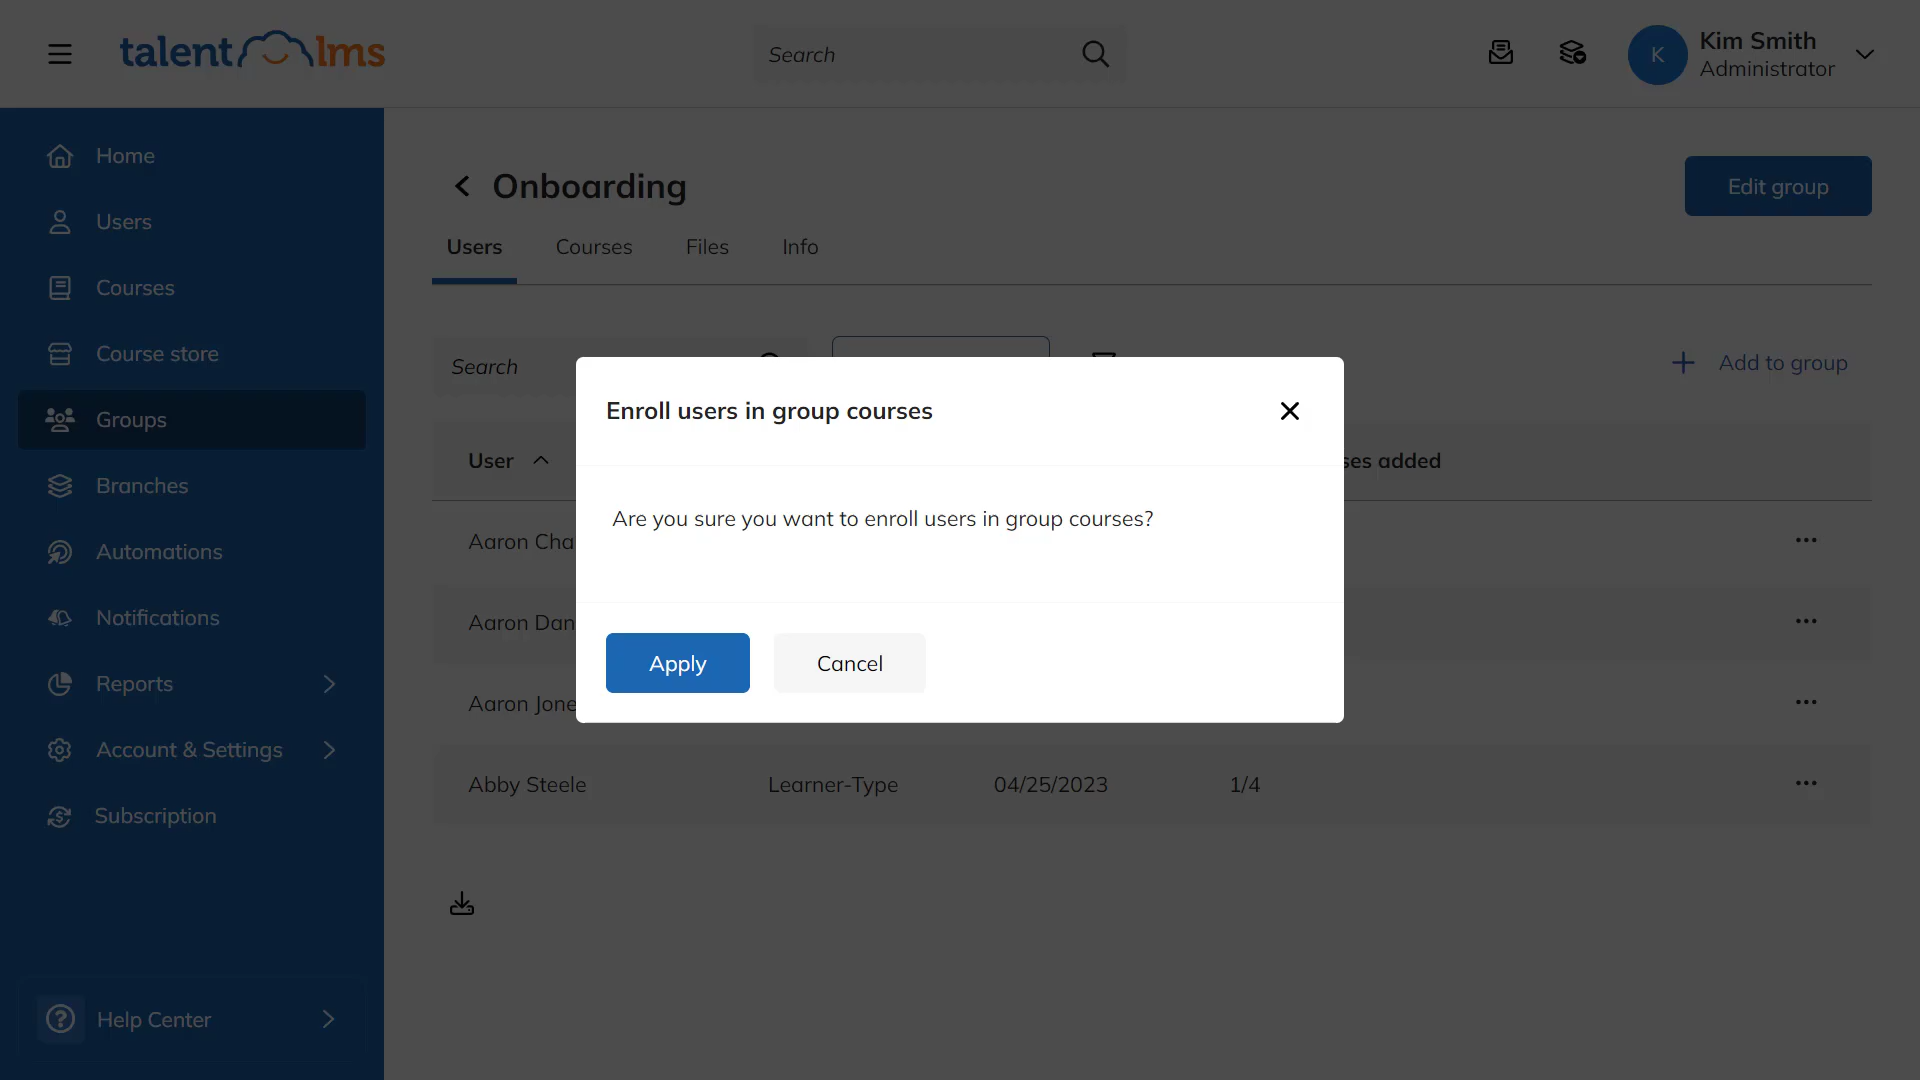 talentlms
Search
K
Kim Smith
Administrator
Home
Users
Courses
Course store
Groups
Branches
Automations
Notifications
Reports
Account & Settings
Subscription
Help Center
Onboarding
Edit group
Users Courses Files Info
Search
Add to group
User
ses added
Enroll users in group courses
Are you sure you want to enroll users in group courses?
Apply Cancel
Aaron Cha
Aaron Dan
Aaron Jone
Abby Steele Learner-Type 04/25/2023 1/4